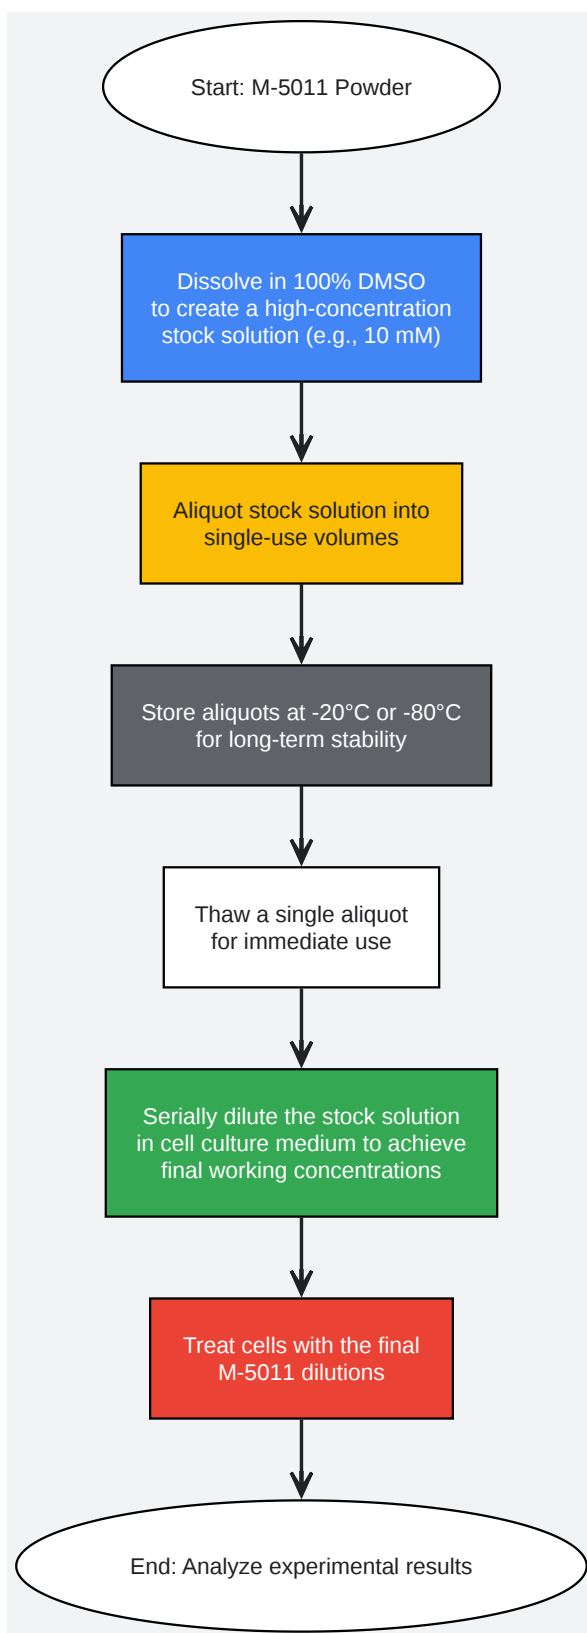 Start: M-5011 Powder
Dissolve in 100% DMSO
to create a high-concentration
stock solution (e.g., 10 mM)
Aliquot stock solution into
single-use volumes
Store aliquots at -20°C or -80°C
for long-term stability
Thaw a single aliquot
for immediate use
Serially dilute the stock solution
in cell culture medium to achieve
final working concentrations
Treat cells with the final
M-5011 dilutions
End: Analyze experimental results